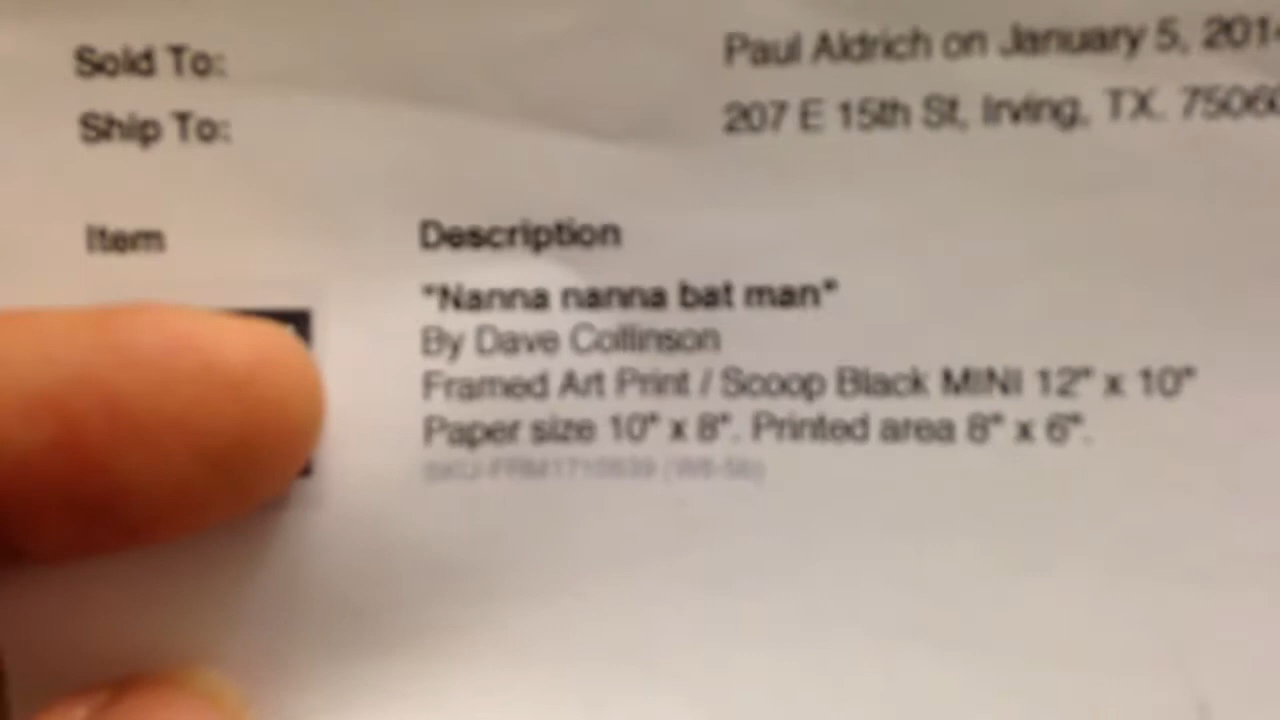 Sold To: Paul Aldrich on January 5, 201
Ship To: 207 E 15th St, Irving, TX. 7506
Item Description
"Nanna nanna bat man"
By Dave Collinson
Framed Art Print / Scoop Black MINI 12" x 10"
Paper size 10" x 8". Printed area 8" x 6".